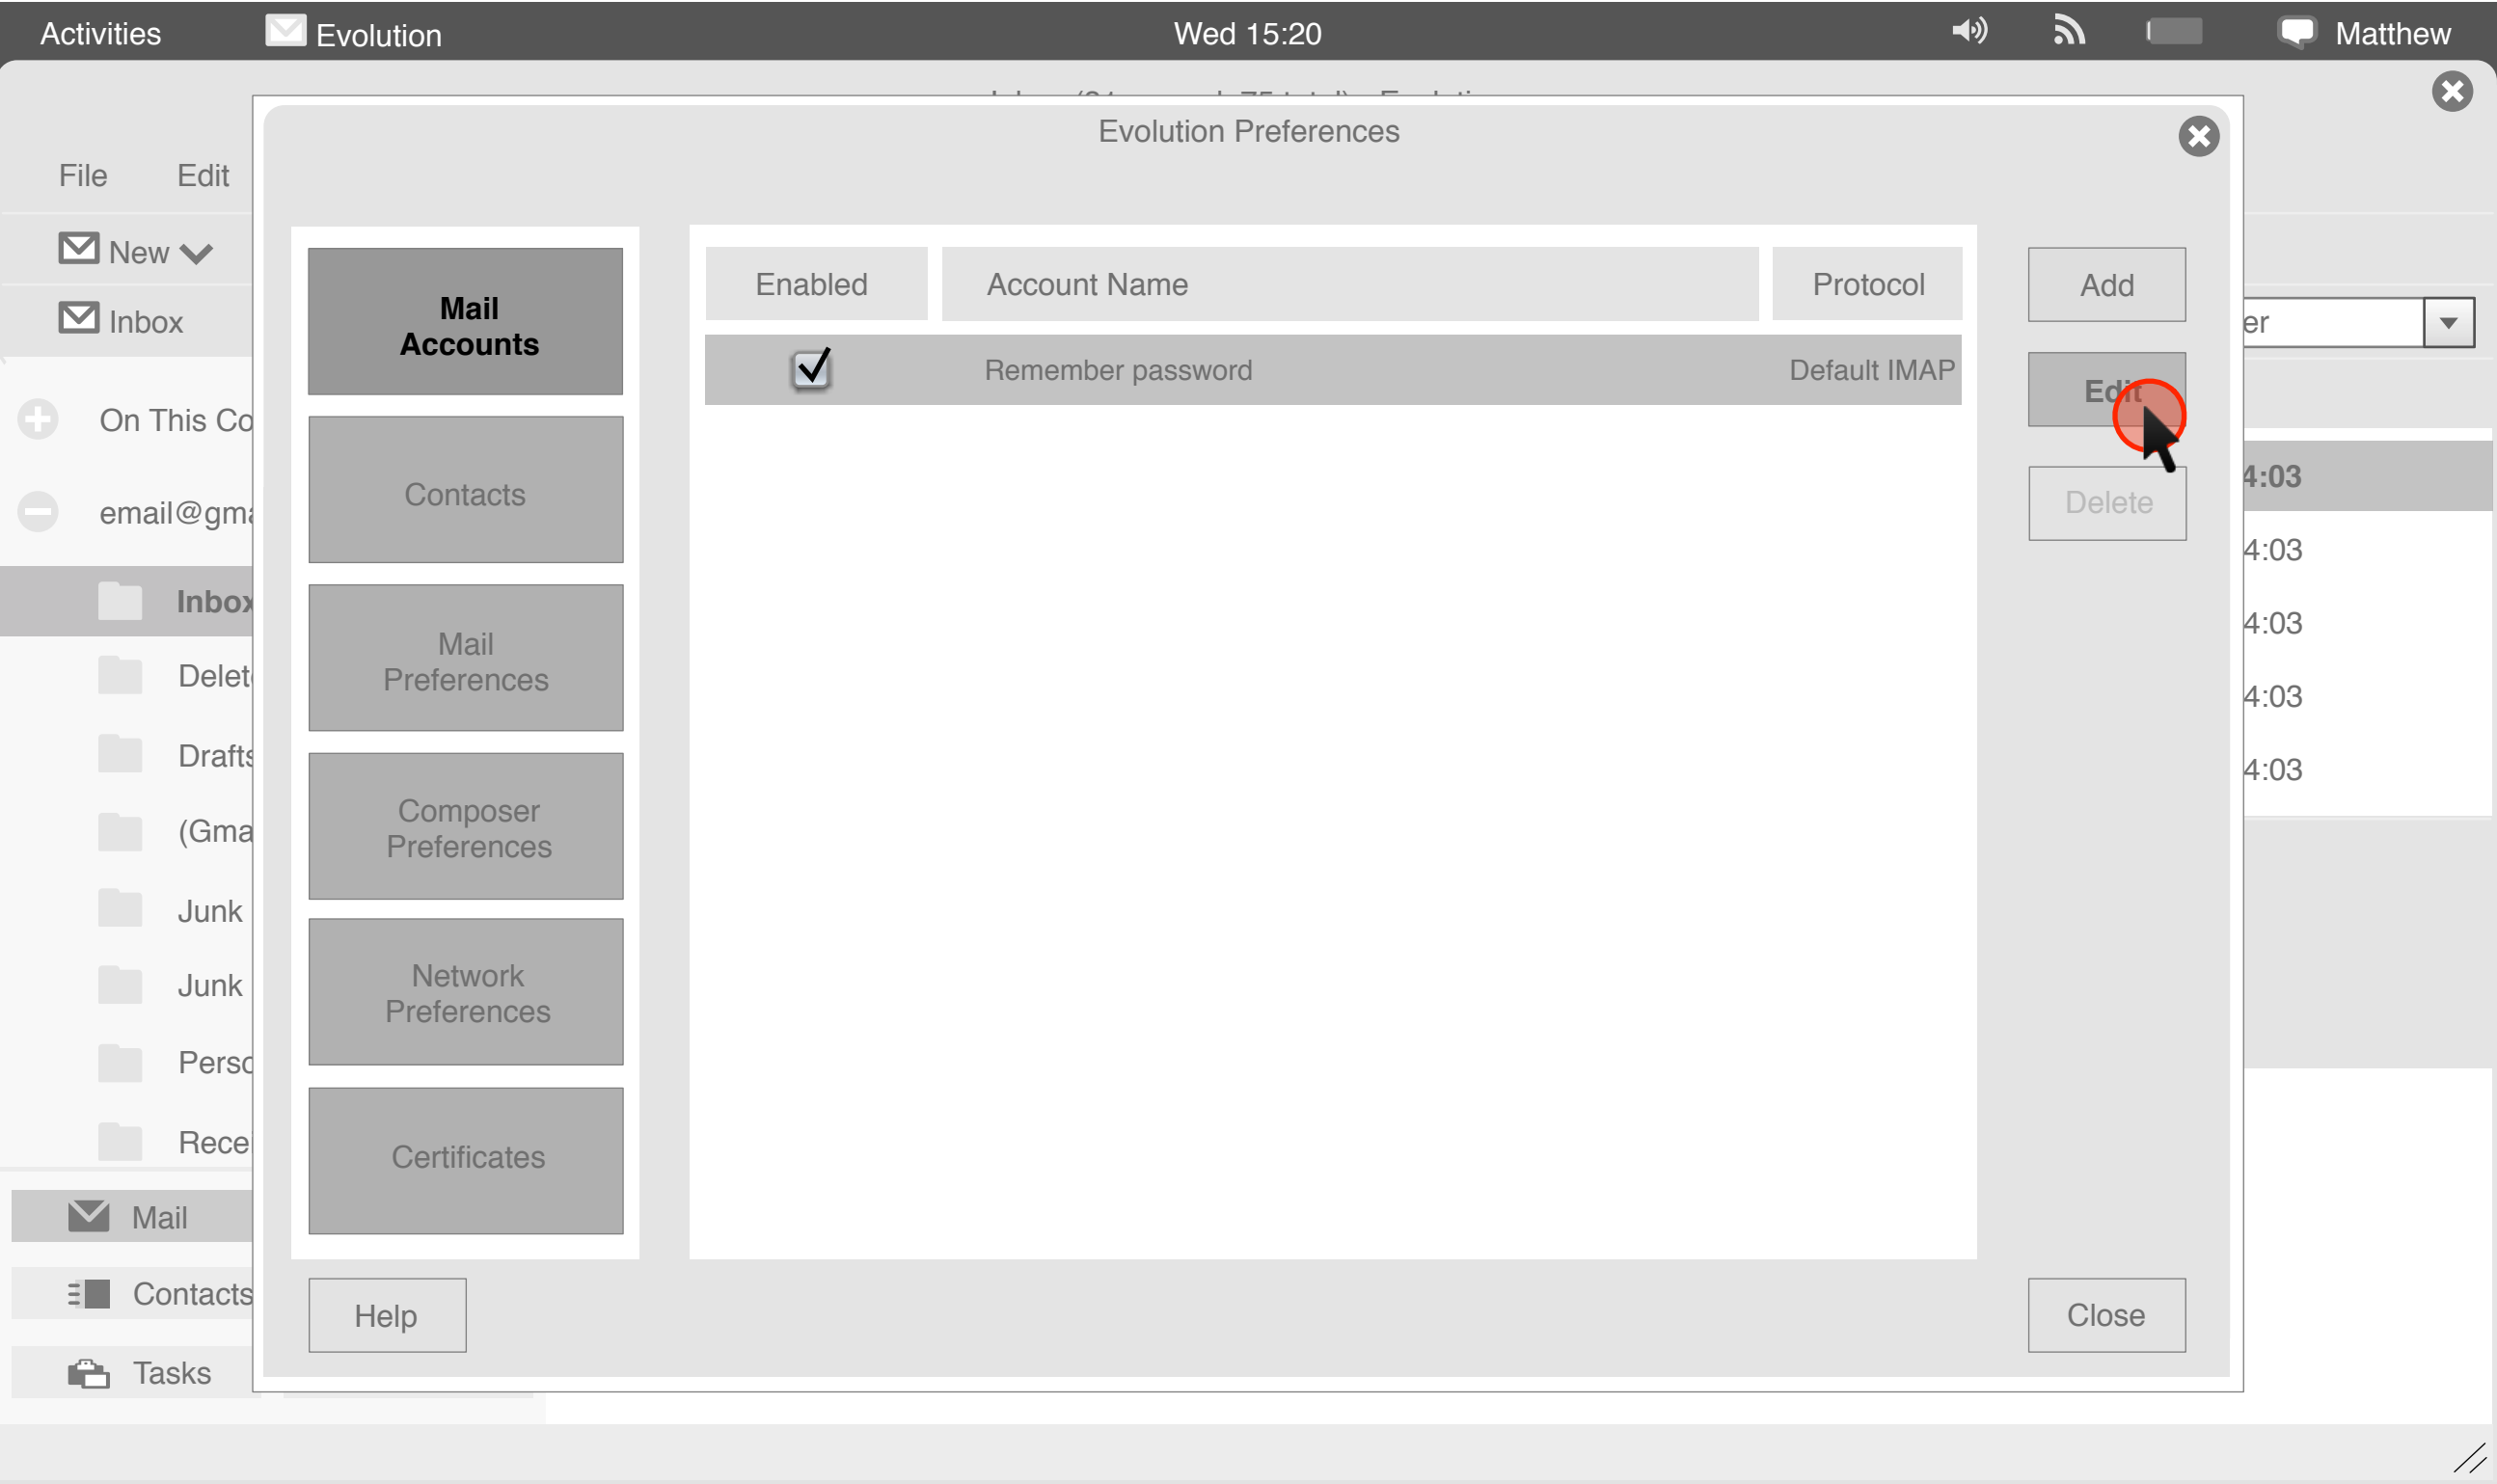 Activities
Evolution
Wed 15:20
Matthew
Evolution Preferences
File
Edit
New
Inbox
On This Co
email@gma
Inbox
Delet
Drafts
(Gma
Junk
Junk
Perso
Recei
Mail
Contacts
Tasks
Mail
Accounts
Contacts
Mail
Preferences
Composer
Preferences
Network
Preferences
Certificates
Help
Enabled
Account Name
Protocol
Remember password
Default IMAP
Add
Edit
Delete
Close
er
4:03
4:03
4:03
4:03
4:03